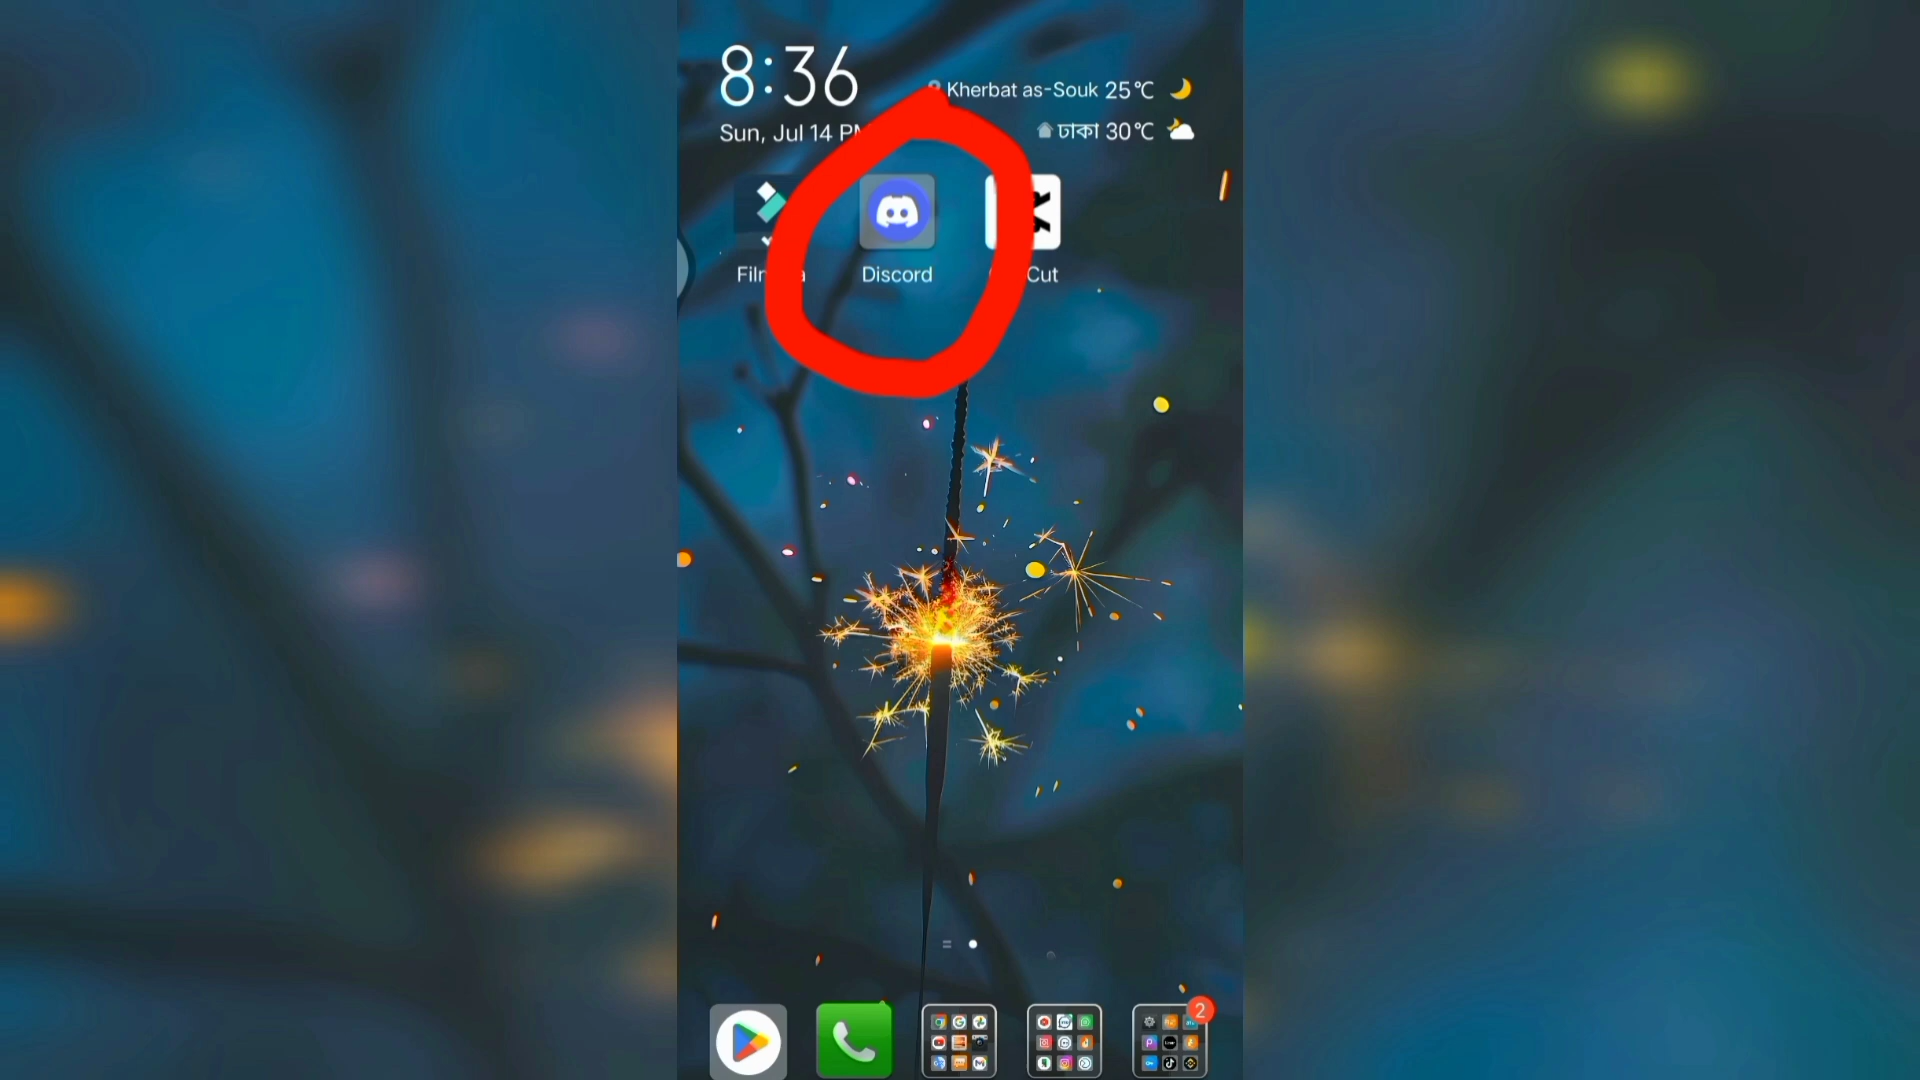 8:36
Kherbat as-Souk 25°C
Sun, Jul 14
ঢাকা 30°C
Discord
Cut
2